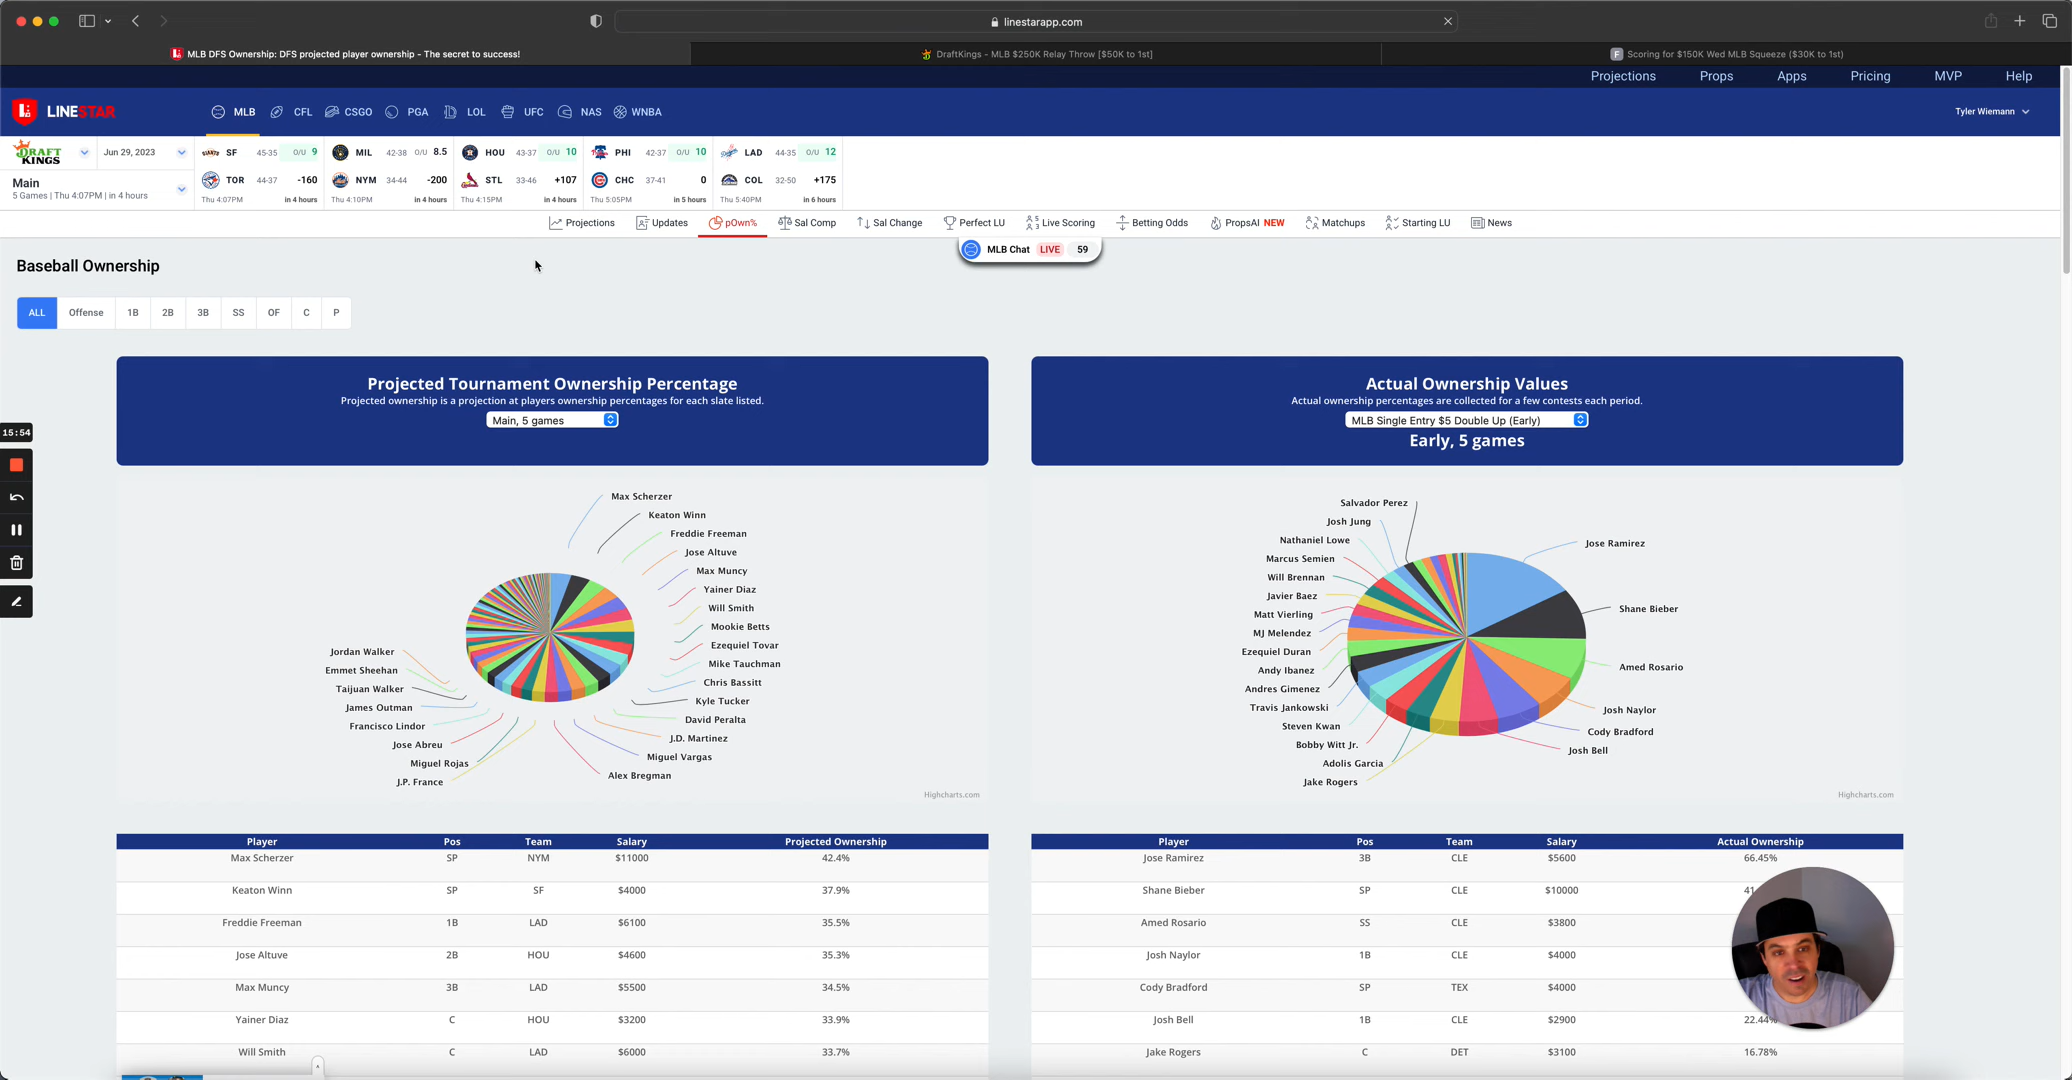 linestarapp.com
MLB DFS Ownership: DFS projected player ownership - The secret to success!
DraftKings - MLB $250K Relay Throw [$50K to 1st]
F Scoring for $150K Wed MLB Squeeze ($30K to 1st)
Projections Props Apps Pricing MVP Help
LINESTAR MLB CFL CSGO PGA LOL UFC NAS WNBA Tyler Wiemann
DRAFT KINGS Jun 29, 2023
Main
5 Games | Thu 4:07PM | in 4 hours
SF 45-35 O/U 9
TOR 44-37 -160
Thu 4:07PM in 4 hours
MIL 42-38 O/U 8.5
NYM 34-44 -200
Thu 4:10PM in 4 hours
HOU 43-37 O/U 10
STL 33-46 +107
Thu 4:15PM in 4 hours
PHI 42-37 O/U 10
CHC 37-41 0
Thu 5:05PM in 5 hours
LAD 44-35 O/U 12
COL 32-50 +175
Thu 5:40PM in 6 hours
Projections Updates pOwn% Sal Comp Sal Change Perfect LU Live Scoring Betting Odds PropsAI NEW Matchups Starting LU News
MLB Chat LIVE 59
Baseball Ownership
ALL Offense 1B 2B 3B SS OF C P
15:54
Projected Tournament Ownership Percentage
Projected ownership is a projection at players ownership percentages for each slate listed.
Main, 5 games
Max Scherzer
Keaton Winn
Freddie Freeman
Jose Altuve
Max Muncy
Yainer Diaz
Will Smith
Mookie Betts
Ezequiel Tovar
Mike Tauchman
Chris Bassitt
Kyle Tucker
David Peralta
J.D. Martinez
Miguel Vargas
Alex Bregman
Jordan Walker
Emmet Sheehan
Taijuan Walker
James Outman
Francisco Lindor
Jose Abreu
Miguel Rojas
J.P. France
Highcharts.com
Player Pos Team Salary Projected Ownership
Max Scherzer SP NYM $11000 42.4%
Keaton Winn SP SF $4000 37.9%
Freddie Freeman 1B LAD $6100 35.5%
Jose Altuve 2B HOU $4600 35.3%
Max Muncy 3B LAD $5500 34.5%
Yainer Diaz C HOU $3200 33.9%
Will Smith C LAD $6000 33.7%
Actual Ownership Values
Actual ownership percentages are collected for a few contests each period.
MLB Single Entry $5 Double Up (Early)
Early, 5 games
Salvador Perez
Josh Jung
Nathaniel Lowe
Marcus Semien
Will Brennan
Javier Baez
Matt Vierling
MJ Melendez
Ezequiel Duran
Andy Ibanez
Andres Gimenez
Travis Jankowski
Steven Kwan
Bobby Witt Jr.
Adolis Garcia
Jake Rogers
Jose Ramirez
Shane Bieber
Amed Rosario
Josh Naylor
Cody Bradford
Josh Bell
Highcharts.com
Player Pos Team Salary Actual Ownership
Jose Ramirez 3B CLE $5600 66.45%
Shane Bieber SP CLE $10000
Amed Rosario SS CLE $3800
Josh Naylor 1B CLE $4000
Cody Bradford SP TEX $4000
Josh Bell 1B CLE $2900 22.44%
Jake Rogers C DET $3100 16.78%